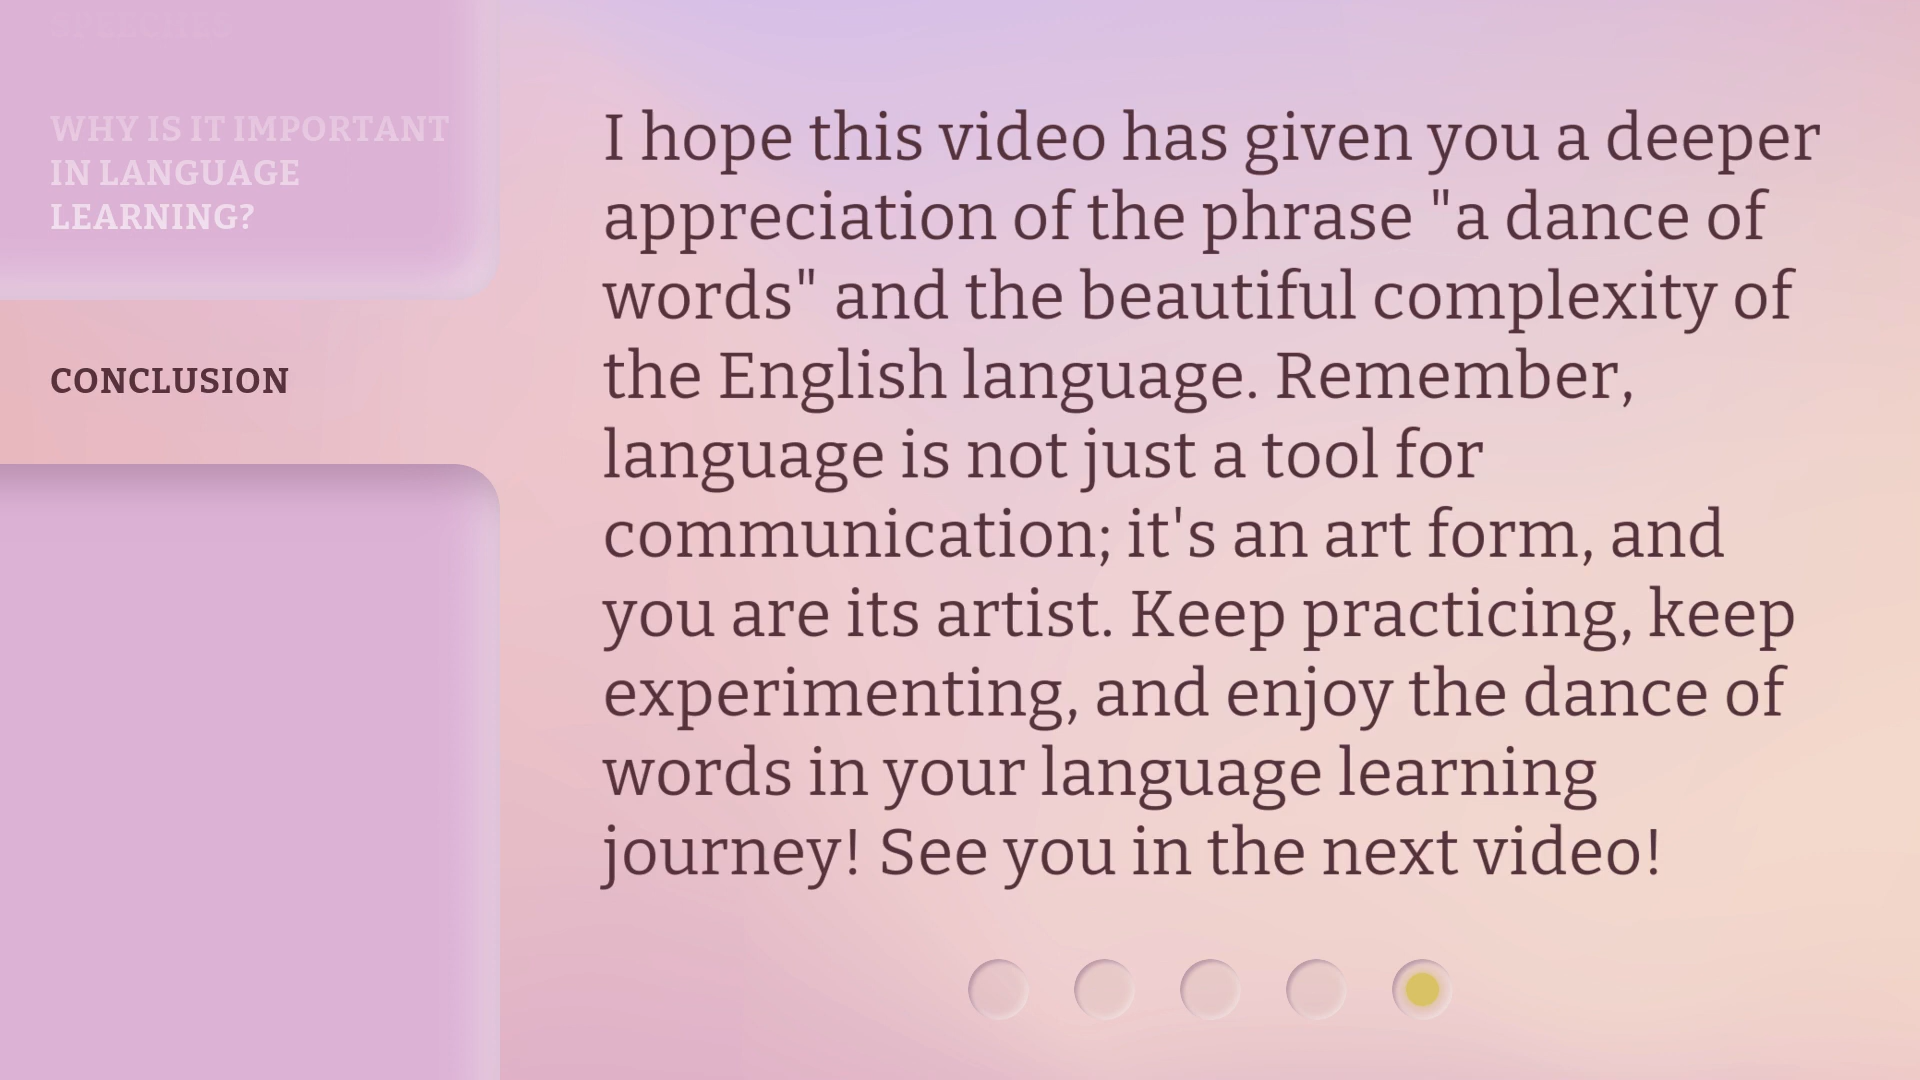 SPEECHES
WHY IS IT IMPORTANT
IN LANGUAGE
LEARNING?
CONCLUSION
I hope this video has given you a deeper
appreciation of the phrase "a dance of
words" and the beautiful complexity of
the English language. Remember,
language is not just a tool for
communication; it's an art form, and
you are its artist. Keep practicing, keep
experimenting, and enjoy the dance of
words in your language learning
journey! See you in the next video!